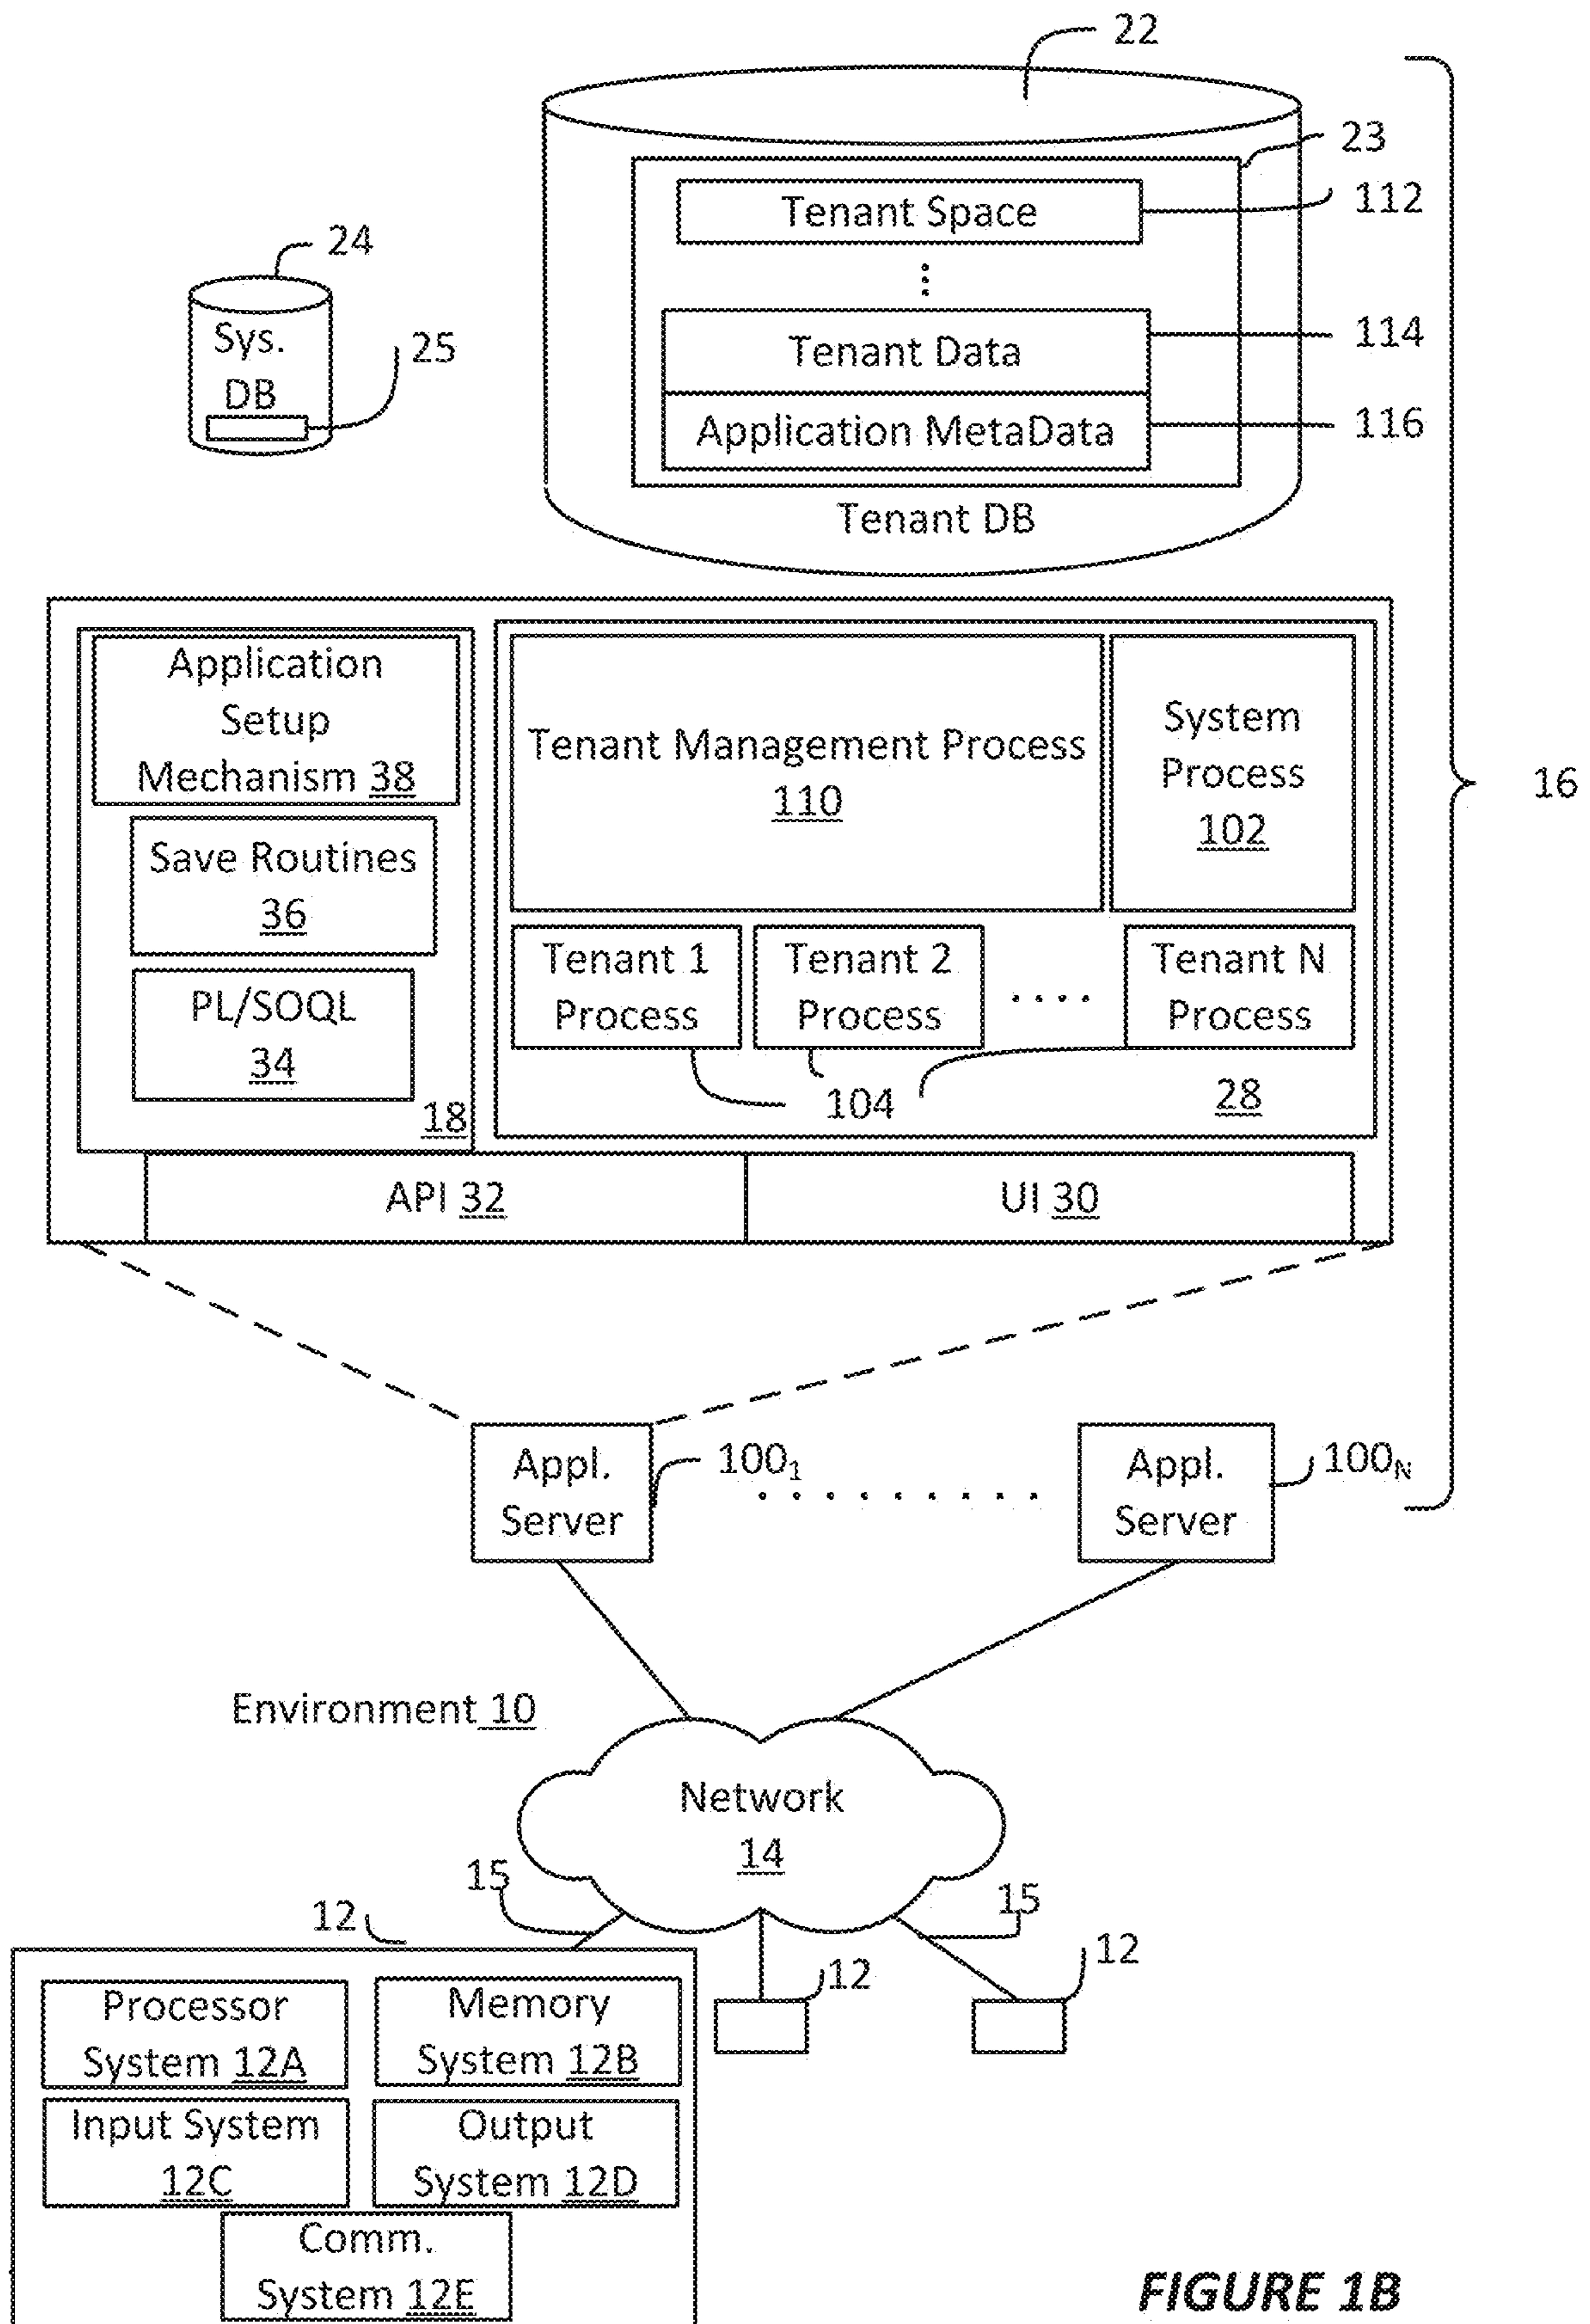 22
23
Tenant Space
112
24
Sys.
DB
25
Tenant Data
114
Application MetaData
116
Tenant DB
16
Application
Setup
Mechanism 38
Tenant Management Process
110
System
Process
102
Save Routines
36
PL/SOQL
34
18
Tenant 1
Process
Tenant 2
Process
Tenant N
Process
104
28
API 32
UI 30
Appl.
Server
100₁
Appl.
Server
100ₙ
Environment 10
Network
14
15
15
12
12
12
Processor
System 12A
Memory
System 12B
Input System
12C
Output
System 12D
Comm.
System 12E
FIGURE 1B